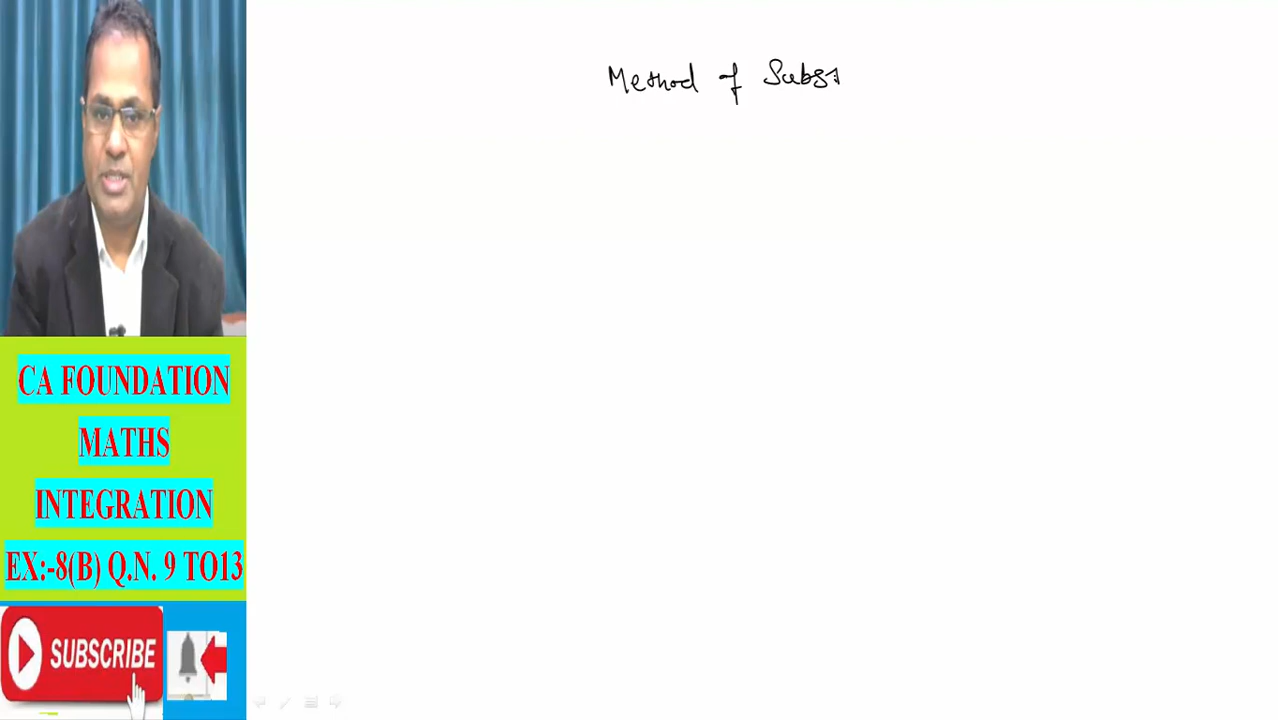 Method of Subst
CA FOUNDATION
MATHS
INTEGRATION
EX:-8(B) Q.N. 9 TO13
SUBSCRIBE